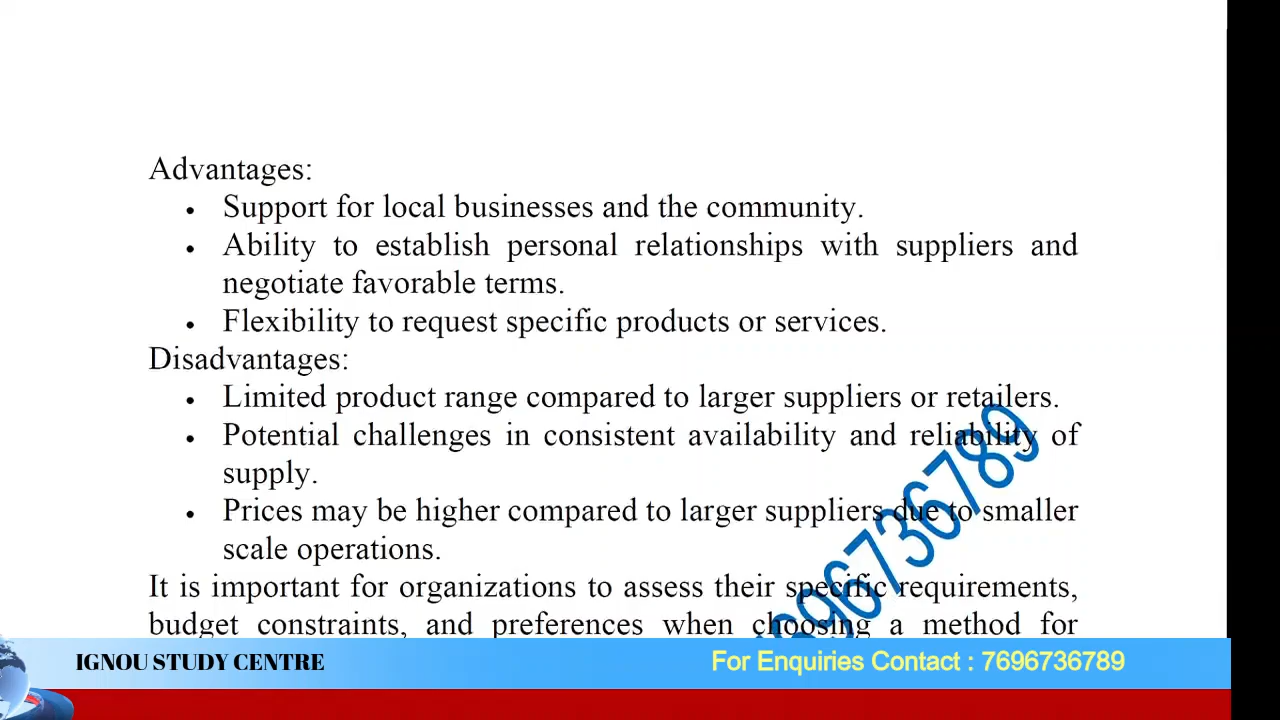 Advantages:
• Support for local businesses and the community.
• Ability to establish personal relationships with suppliers and
negotiate favorable terms.
• Flexibility to request specific products or services.
Disadvantages:
• Limited product range compared to larger suppliers or retailers.
• Potential challenges in consistent availability and reliability of
supply.
• Prices may be higher compared to larger suppliers due to smaller
scale operations.
It is important for organizations to assess their specific requirements,
budget constraints, and preferences when choosing a method for
7696736789
IGNOU STUDY CENTRE
For Enquiries Contact : 7696736789